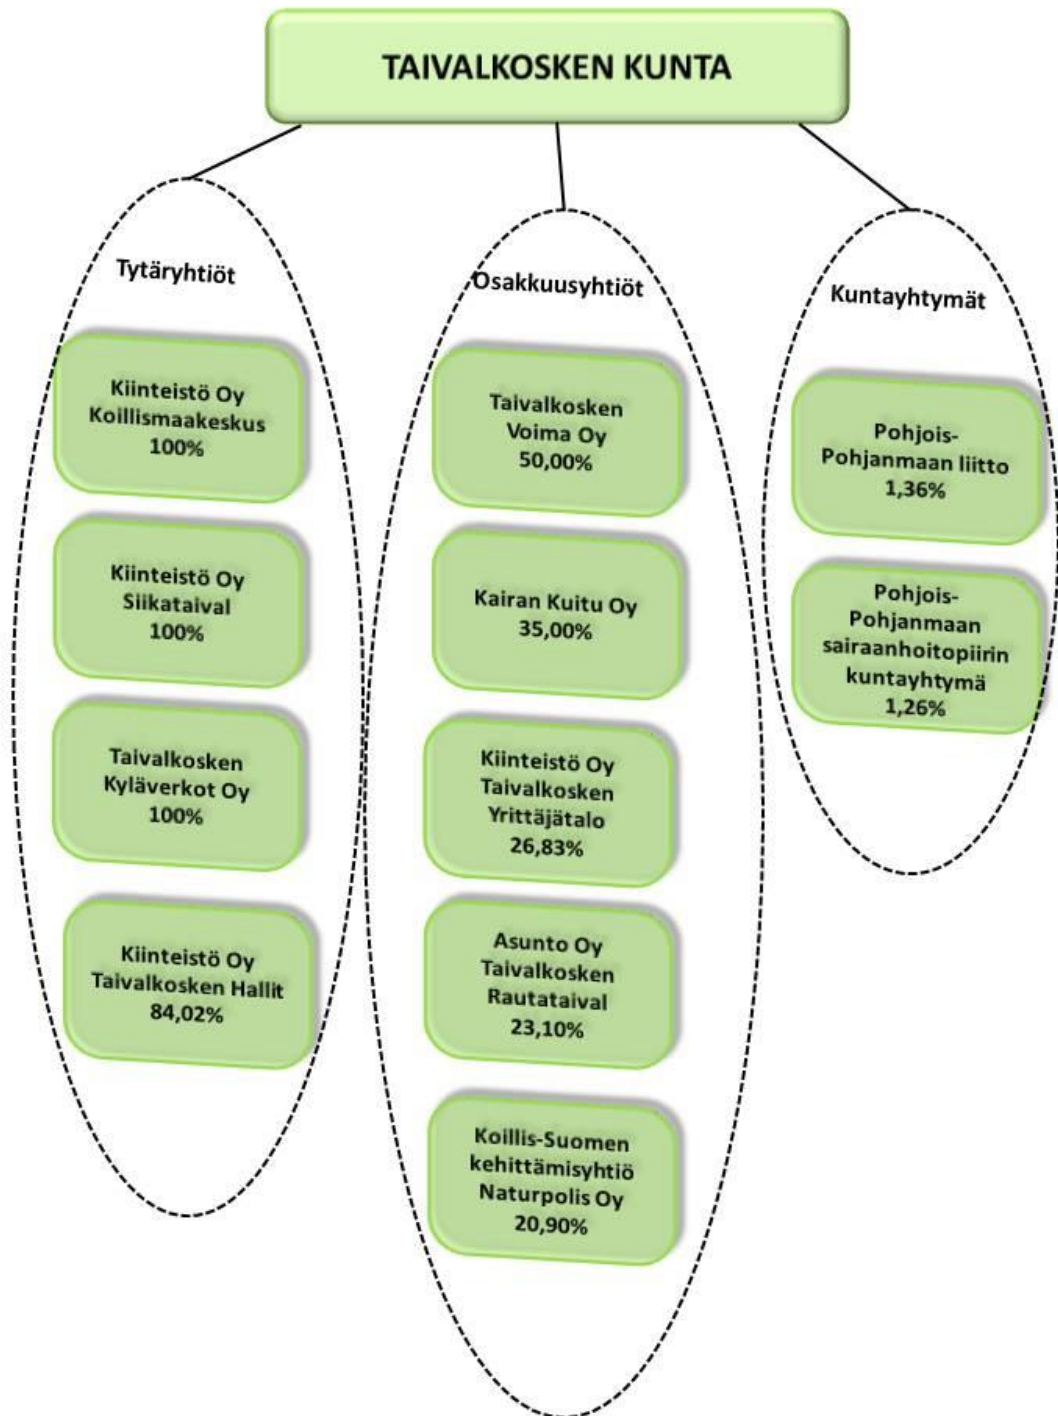 TAIVALKOSKEN KUNTA
Tytäryhtiöt
Kiinteistö Oy
Koillismaakeskus
100%
Kiinteistö Oy
Siikataival
100%
Taivalkosken
Kyläverkot Oy
100%
Kiinteistö Oy
Taivalkosken Hallit
84,02%
Osakkuusyhtiöt
Taivalkosken
Voima Oy
50,00%
Kairan Kuitu Oy
35,00%
Kiinteistö Oy
Taivalkosken
Yrittäjätalo
26,83%
Asunto Oy
Taivalkosken
Rautataival
23,10%
Koillis-Suomen
kehittämisyhtiö
Naturpolis Oy
20,90%
Kuntayhtymät
Pohjois-
Pohjanmaan liitto
1,36%
Pohjois-
Pohjanmaan
sairaanhoitopiirin
kuntayhtymä
1,26%